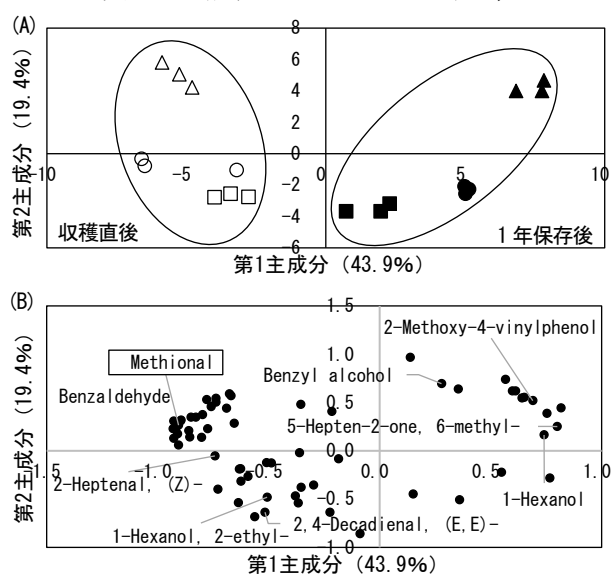 (A)
第2主成分 (19.4%)
8
6
4
2
0
-2
-4
-6
-10
-5
0
5
10
収穫直後
1年保存後
第1主成分 (43.9%)
(B)
第2主成分 (19.4%)
1.5
1.0
0.5
0.0
-0.5
-1.0
-1.5
-1.0
-0.5
0.0
0.5
1.0
2-Methoxy-4-vinylphenol
Methional
Benzyl alcohol
Benzaldehyde
5-Hepten-2-one, 6-methyl-
2-Heptenal, (Z)-
1-Hexanol
2,4-Decadienal, (E,E)-
1-Hexanol, 2-ethyl-
第1主成分 (43.9%)